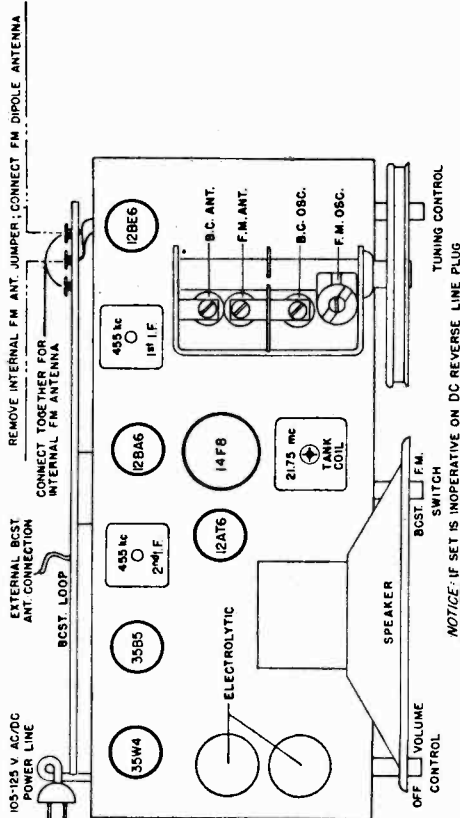 REMOVE INTERNAL FM ANT. JUMPER; CONNECT FM DIPOLE ANTENNA
CONNECT TOGETHER FOR
INTERNAL FM ANTENNA
EXTERNAL BCST.
ANT. CONNECTION
BCST. LOOP
105-125 V. AC/DC
POWER LINE
35W4
35B5
455 kc
2nd I.F.
12BA6
455 kc
1st I.F.
12BE6
12AT6
14F8
B.C. ANT.
F.M. ANT.
B.C. OSC.
F.M. OSC.
21.75 mc
TANK
COIL
ELECTROLYTIC
SPEAKER
OFF VOLUME
CONTROL
BCST. F.M.
SWITCH
TUNING CONTROL
NOTICE: IF SET IS INOPERATIVE ON DC REVERSE LINE PLUG